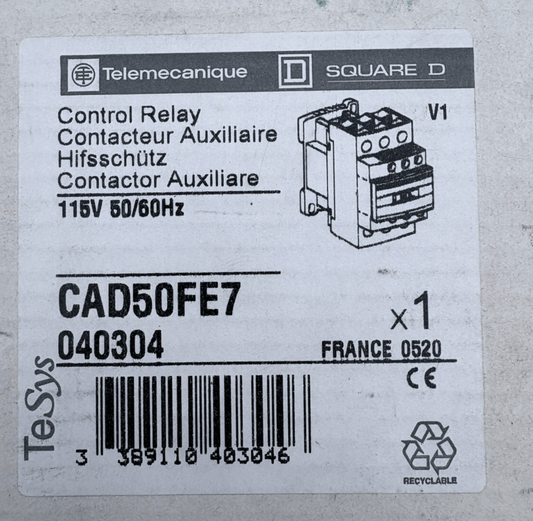 Telemecanique
SQUARE D
Control Relay
V1
Contacteur Auxiliaire
Hifsschütz
Contactor Auxiliare
115V 50/60Hz
CAD50FE7
x1
040304
FRANCE 0520
CE
TeSys
3 389110 403046
RECYCLABLE